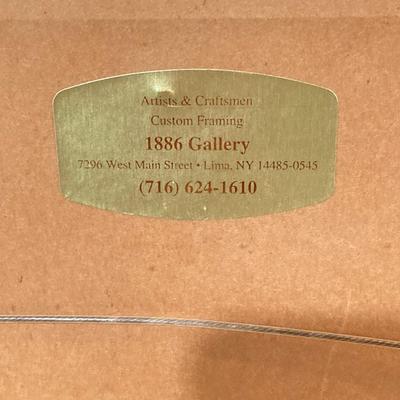 Artists & Craftsmen
Custom Framing
1886 Gallery
7296 West Main Street • Lima, NY 14485-0545
(716) 624-1610